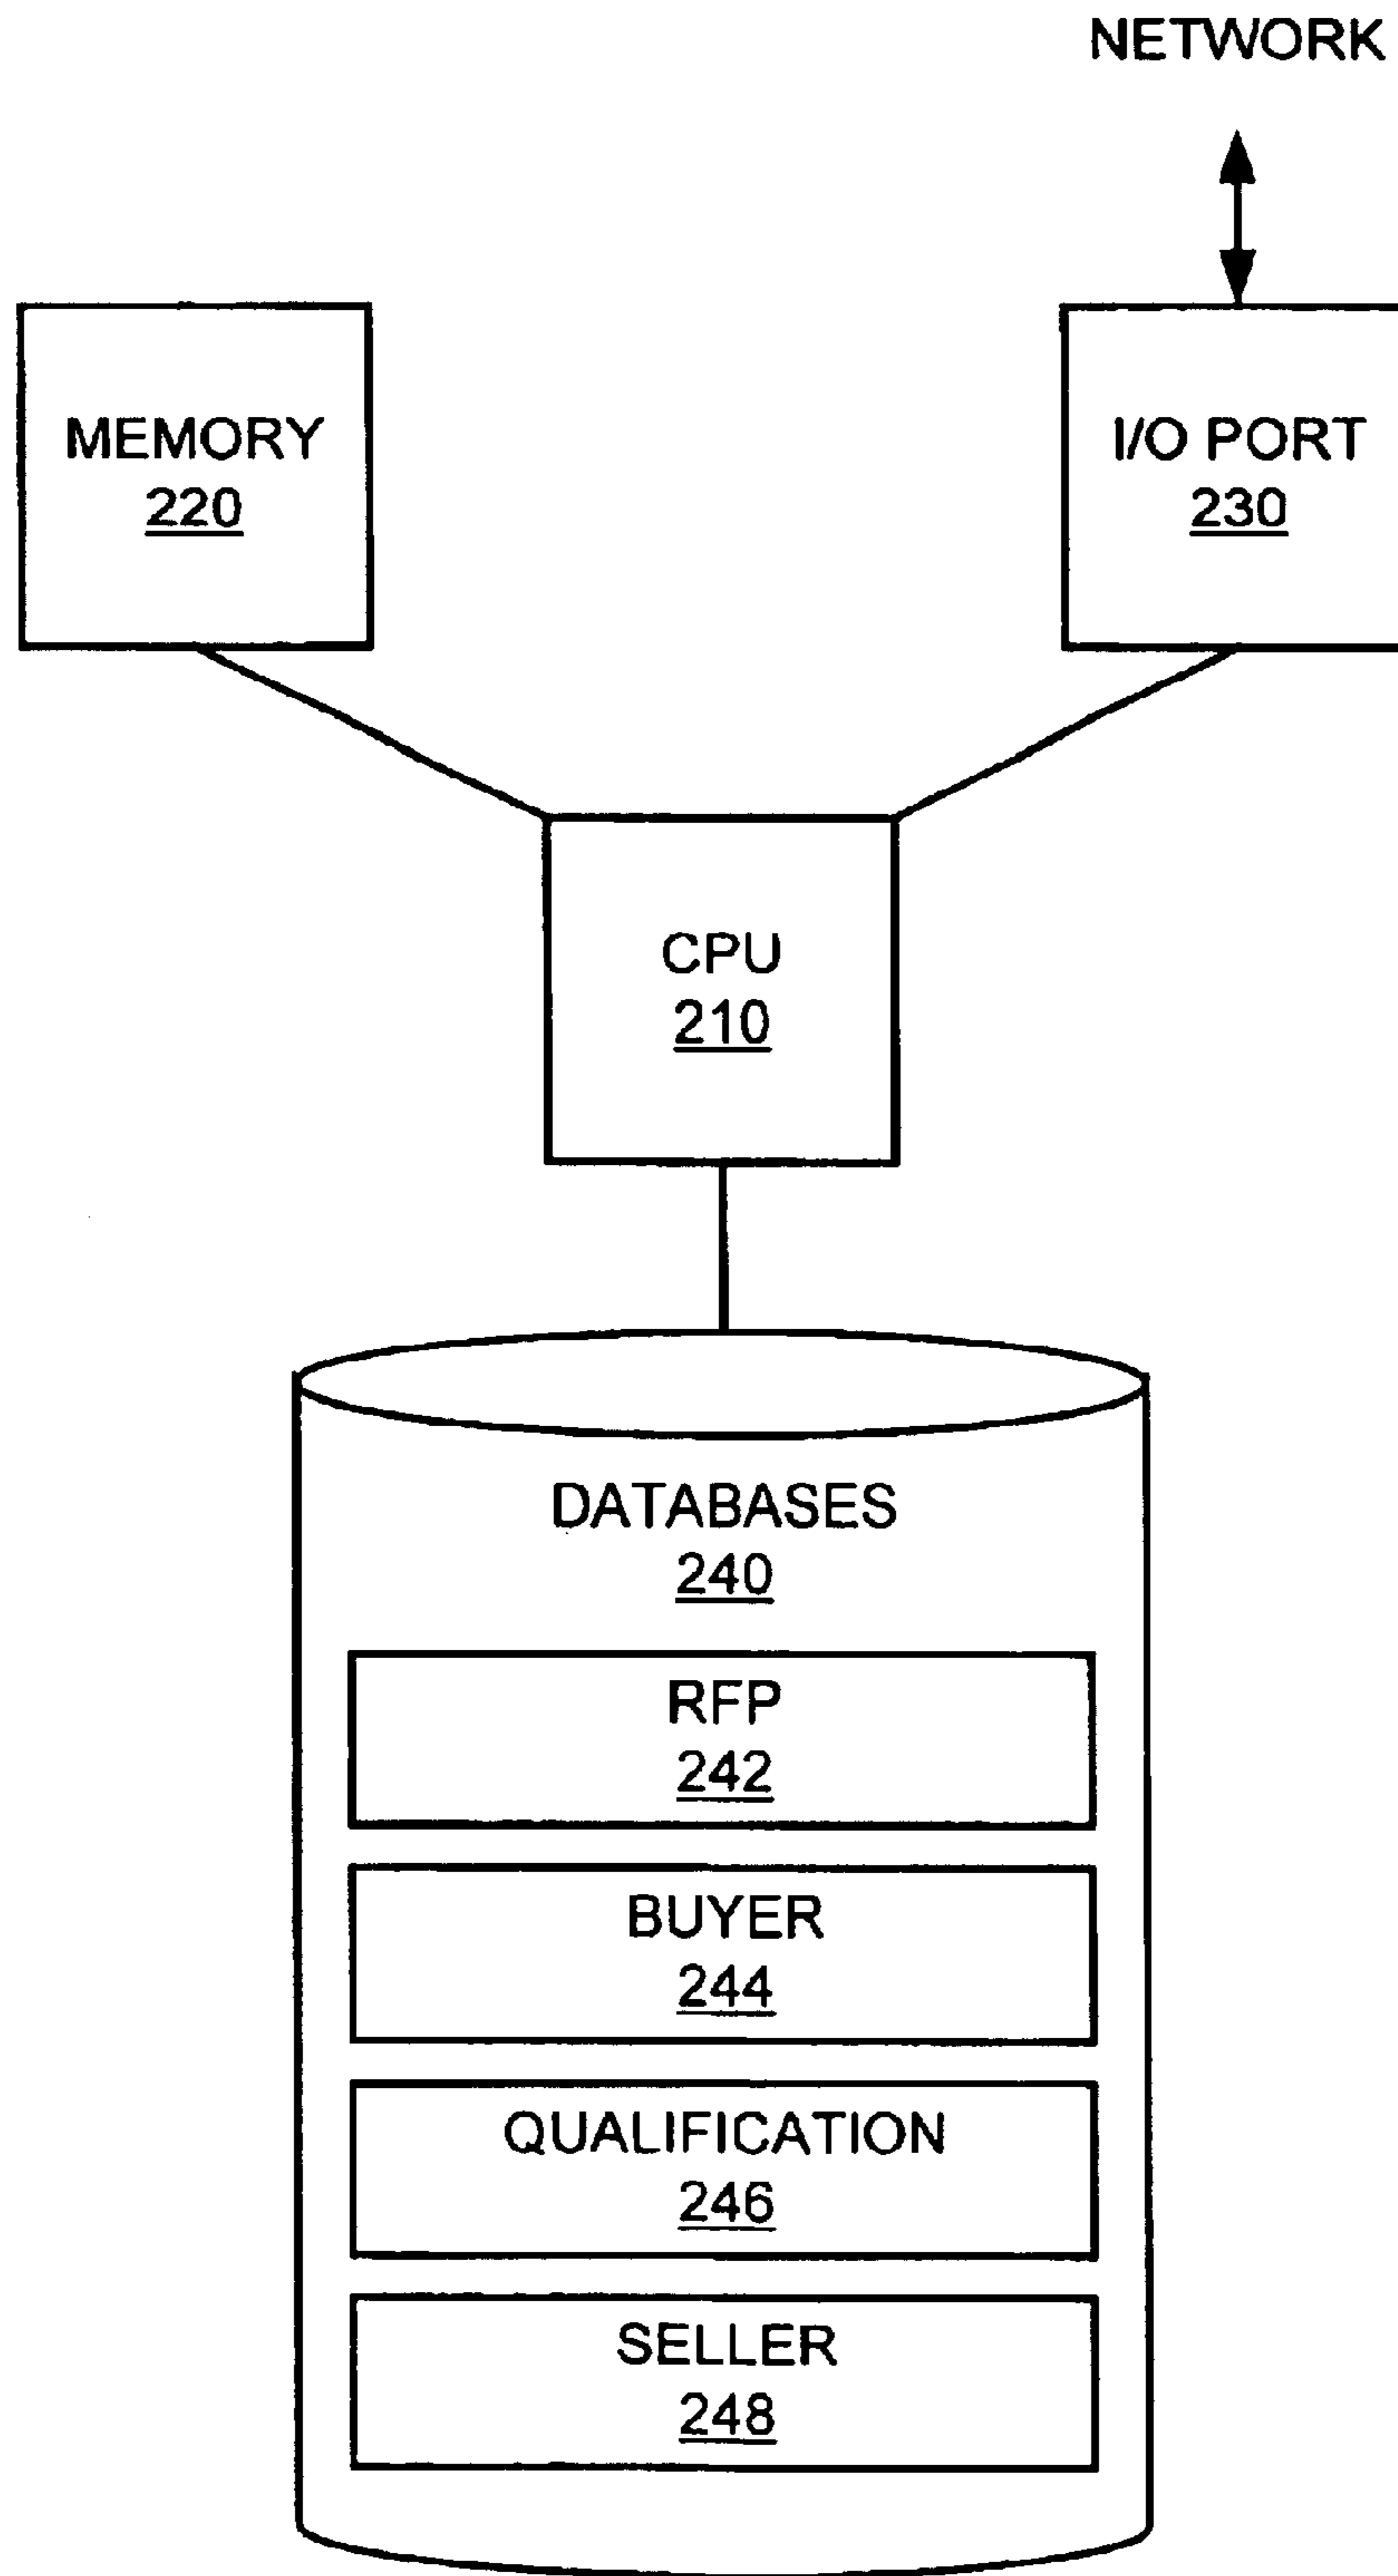 NETWORK
MEMORY
220
I/O PORT
230
CPU
210
DATABASES
240
RFP
242
BUYER
244
QUALIFICATION
246
SELLER
248